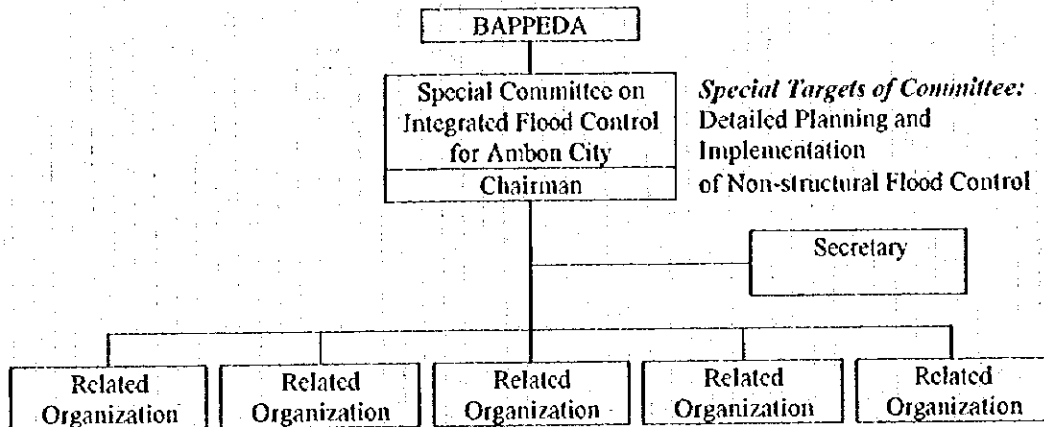 BAPPEDA
Special Committee on
Integrated Flood Control
for Ambon City
Chairman
Special Targets of Committee:
Detailed Planning and
Implementation
of Non-structural Flood Control
Secretary
Related
Organization
Related
Organization
Related
Organization
Related
Organization
Related
Organization